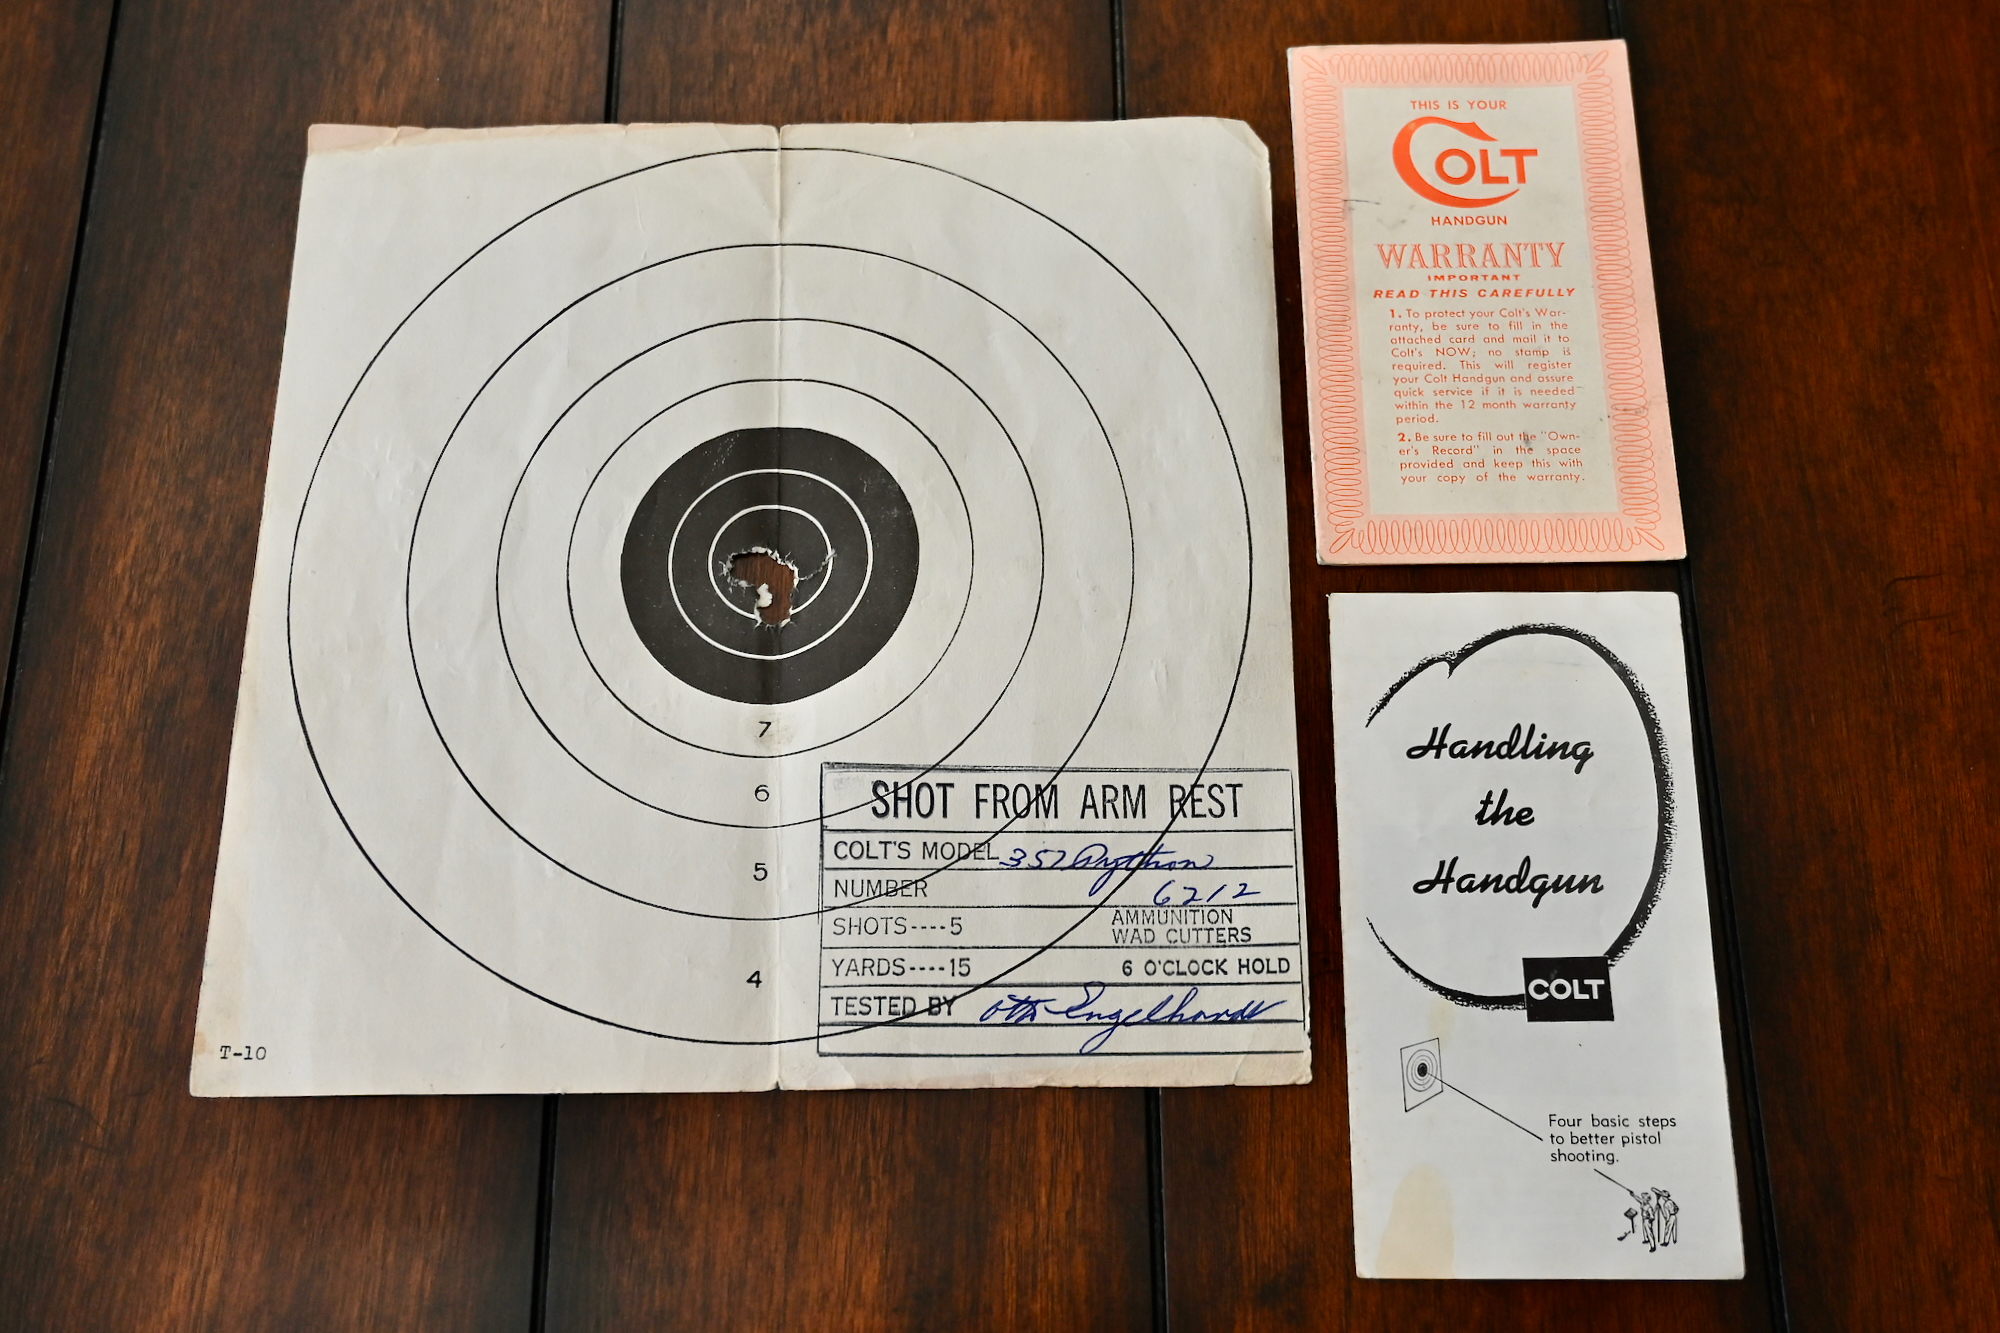 7
6
5
4
T-10
SHOT FROM ARM REST
COLT'S MODEL 357 Python
NUMBER 6212
SHOTS----5 AMMUNITION
WAD CUTTERS
YARDS----15 6 O'CLOCK HOLD
TESTED BY Otto Engelhardt
THIS IS YOUR
COLT
HANDGUN
WARRANTY
IMPORTANT
READ THIS CAREFULLY
1. To protect your Colt's War-
ranty, be sure to fill in the
attached card and mail it to
Colt's NOW; no stamp is
required. This will register
your Colt Handgun and assure
quick service if it is needed
within the 12 month warranty
period.
2. Be sure to fill out the "Own-
er's Record" in the space
provided and keep this with
your copy of the warranty.
Handling
the
Handgun
COLT
Four basic steps
to better pistol
shooting.